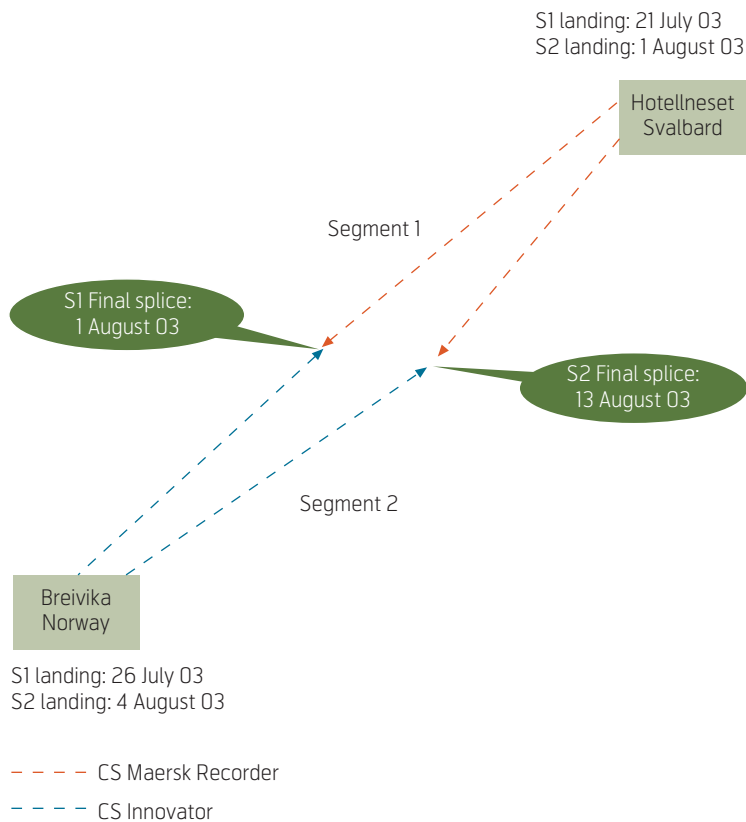 S1 landing: 21 July 03
S2 landing: 1 August 03
Hotellneset
Svalbard
Segment 1
S1 Final splice:
1 August 03
S2 Final splice:
13 August 03
Segment 2
Breivika
Norway
S1 landing: 26 July 03
S2 landing: 4 August 03
CS Maersk Recorder
CS Innovator